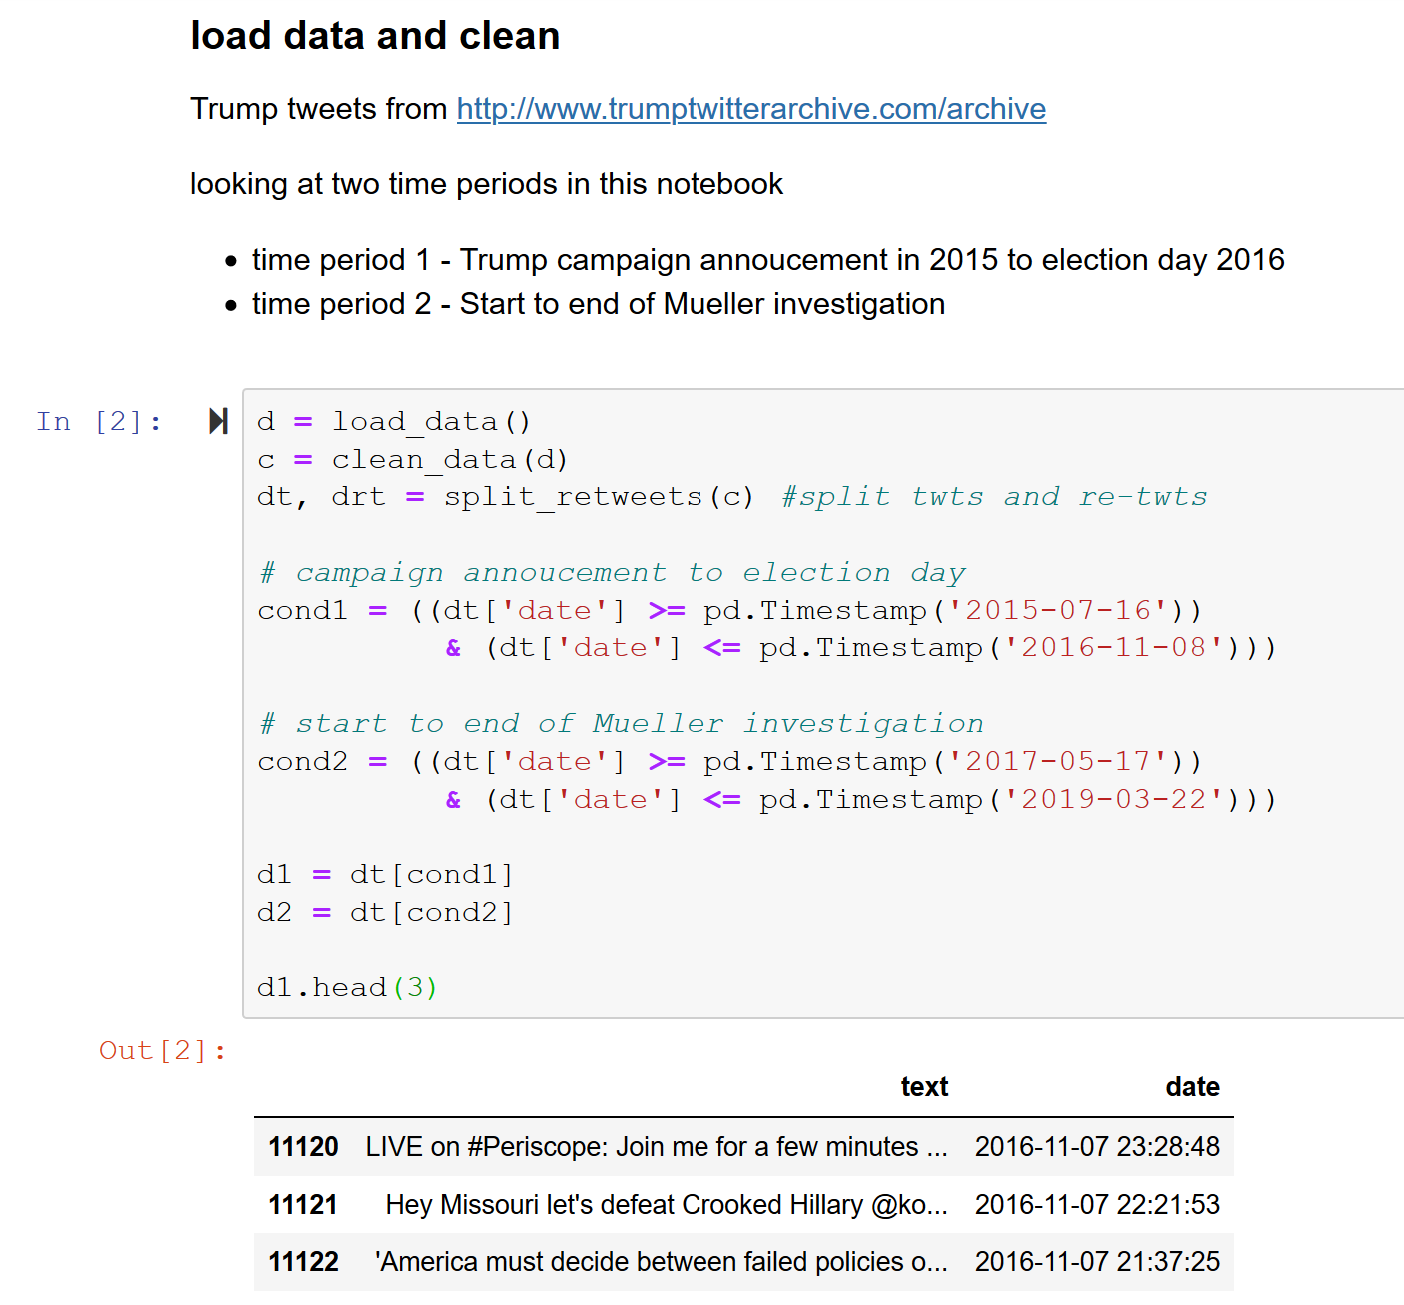 load data and clean
Trump tweets from http://www.trumptwitterarchive.com/archive
looking at two time periods in this notebook
• time period 1 - Trump campaign annoucement in 2015 to election day 2016
• time period 2 - Start to end of Mueller investigation
In [2]: d = load_data()
c = clean_data(d)
dt, drt = split_retweets(c) #split twts and re-twts
# campaign annoucement to election day
cond1 = ((dt['date'] >= pd.Timestamp('2015-07-16'))
& (dt['date'] <= pd.Timestamp('2016-11-08')))
# start to end of Mueller investigation
cond2 = ((dt['date'] >= pd.Timestamp('2017-05-17'))
& (dt['date'] <= pd.Timestamp('2019-03-22')))
d1 = dt[cond1]
d2 = dt[cond2]
d1.head(3)
Out[2]:
text date
11120 LIVE on #Periscope: Join me for a few minutes ... 2016-11-07 23:28:48
11121 Hey Missouri let's defeat Crooked Hillary @ko... 2016-11-07 22:21:53
11122 'America must decide between failed policies o... 2016-11-07 21:37:25